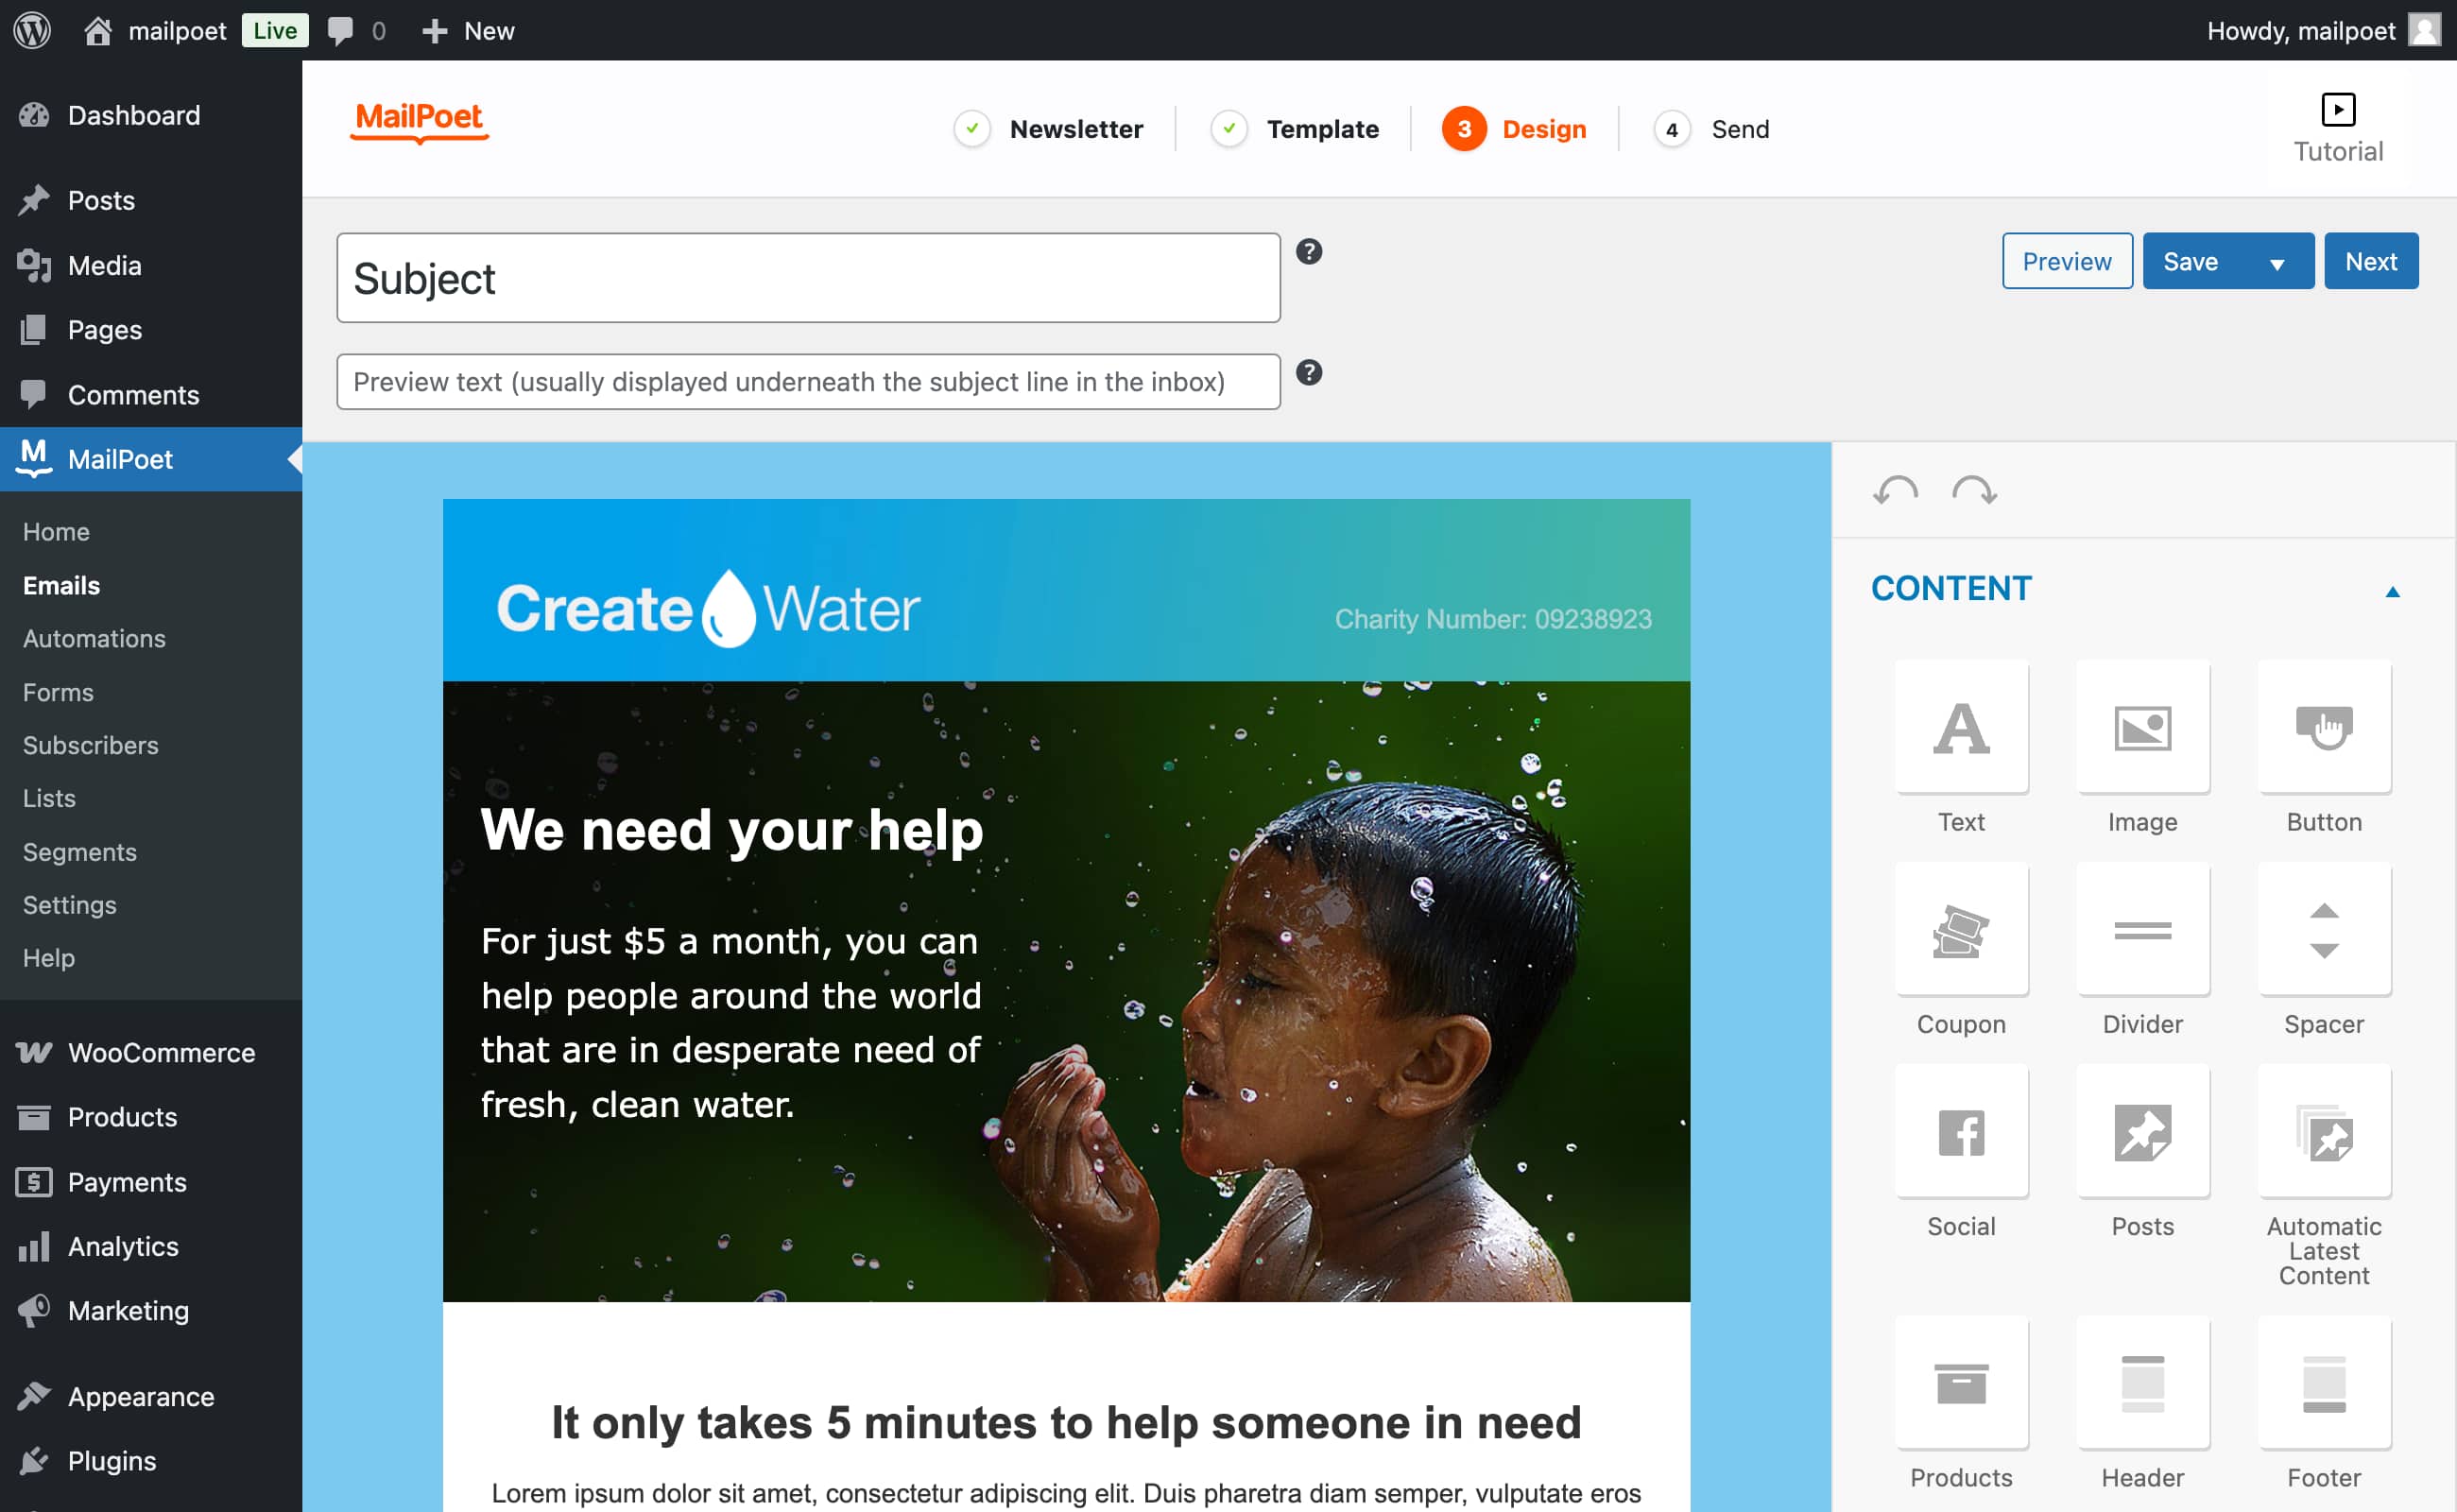 mailpoet Live 0 New Howdy, mailpoet
Dashboard
Posts
Media
Pages
Comments
MailPoet
Home
Emails
Automations
Forms
Subscribers
Lists
Segments
Settings
Help
WooCommerce
Products
Payments
Analytics
Marketing
Appearance
Plugins
MailPoet
Newsletter Template 3 Design 4 Send
Tutorial
Subject ?
Preview Save Next
Preview text (usually displayed underneath the subject line in the inbox) ?
Create Water
Charity Number: 09238923
We need your help
For just $5 a month, you can
help people around the world
that are in desperate need of
fresh, clean water.
It only takes 5 minutes to help someone in need
Lorem ipsum dolor sit amet, consectetur adipiscing elit. Duis pharetra diam semper, vulputate eros
CONTENT
Text Image Button
Coupon Divider Spacer
Social Posts Automatic
Latest
Content
Products Header Footer